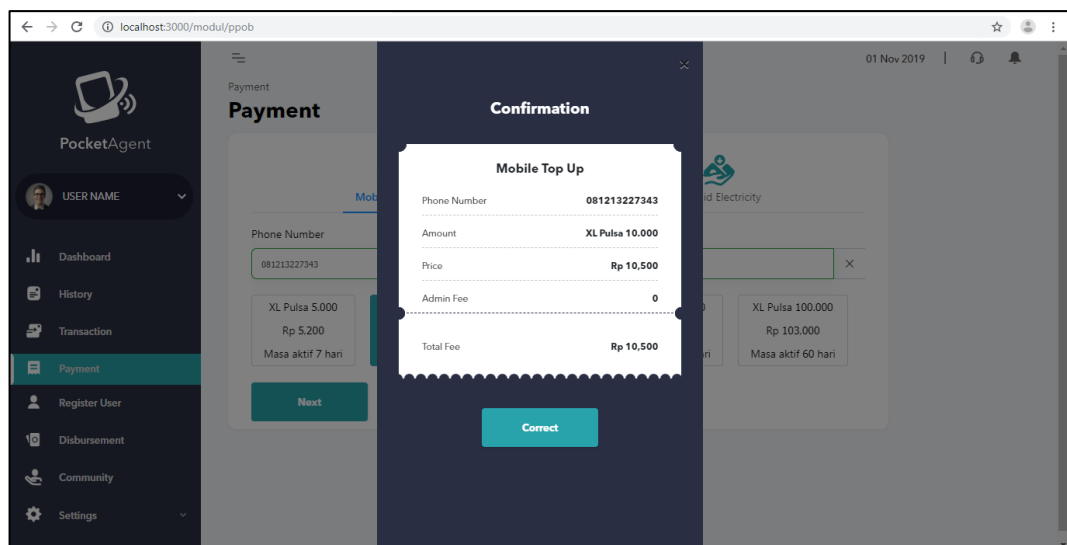 localhost:3000/modul/ppob
01 Nov 2019
PocketAgent
USER NAME
Dashboard
History
Transaction
Payment
Register User
Disbursement
Community
Settings
Payment
Payment
Mob
id Electricity
Phone Number
081213227343
XL Pulsa 5.000
Rp 5.200
Masa aktif 7 hari
XL Pulsa 100.000
Rp 103.000
Masa aktif 60 hari
Next
Confirmation
Mobile Top Up
Phone Number 081213227343
Amount XL Pulsa 10.000
Price Rp 10,500
Admin Fee 0
Total Fee Rp 10,500
Correct